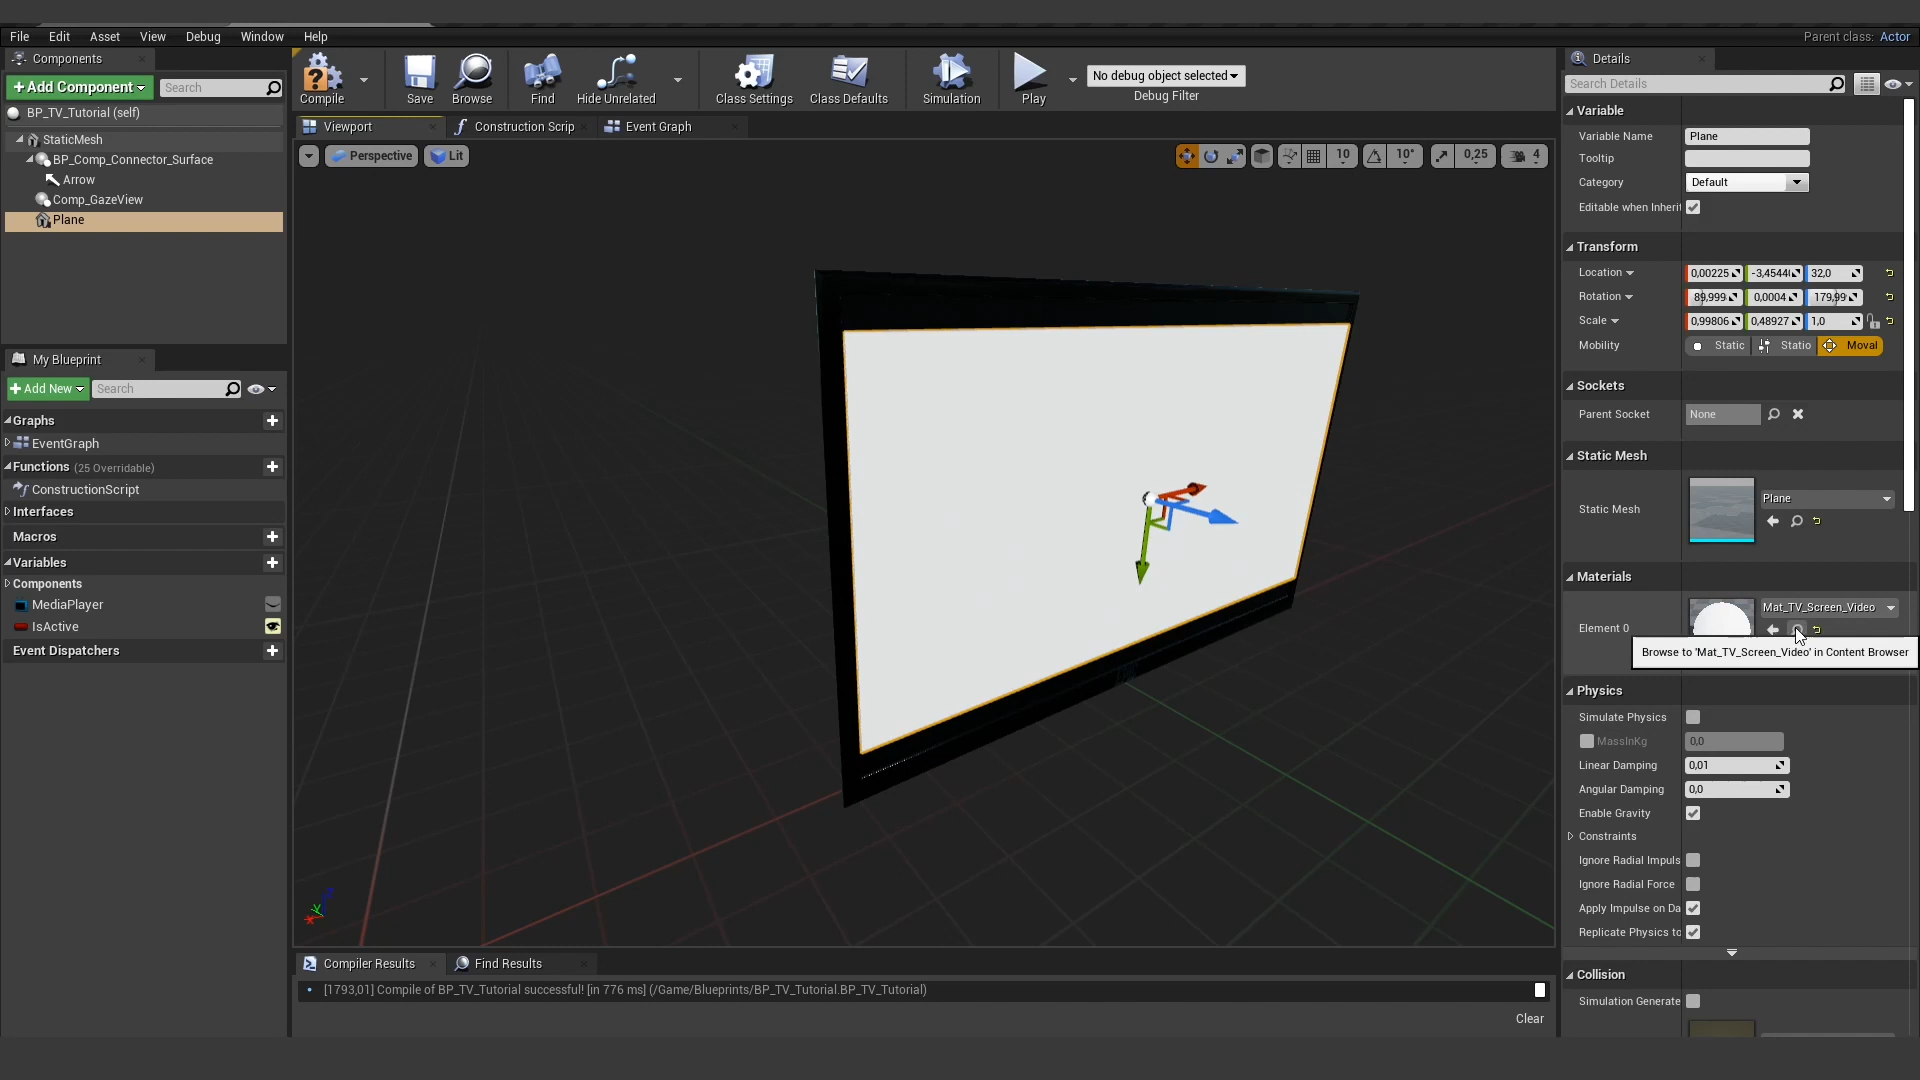 File Edit Asset View Debug Window Help
Parent class: Actor
Components
Add Component
Search
BP_TV_Tutorial (self)
StaticMesh
BP_Comp_Connector_Surface
Arrow
Comp_GazeView
Plane
My Blueprint
Add New
Search
Graphs
EventGraph
Functions (25 Overridable)
ConstructionScript
Interfaces
Macros
Variables
Components
MediaPlayer
IsActive
Event Dispatchers
Compile Save Browse Find Hide Unrelated Class Settings Class Defaults Simulation Play
No debug object selected
Debug Filter
Viewport Construction Scrip Event Graph
Perspective Lit
10 10° 0,25 4
Compiler Results Find Results
[1793,01] Compile of BP_TV_Tutorial successful! [in 776 ms] (/Game/Blueprints/BP_TV_Tutorial.BP_TV_Tutorial)
Clear
Details
Search Details
Variable
Variable Name Plane
Tooltip
Category Default
Editable when Inherit
Transform
Location 0,00225 -3,4544 32,0
Rotation 89,999 0,0004 179,99
Scale 0,99806 0,48927 1,0
Mobility Static Statio Moval
Sockets
Parent Socket None
Static Mesh
Static Mesh Plane
Materials
Element 0 Mat_TV_Screen_Video
Browse to 'Mat_TV_Screen_Video' in Content Browser
Physics
Simulate Physics
MassInKg 0,0
Linear Damping 0,01
Angular Damping 0,0
Enable Gravity
Constraints
Ignore Radial Impuls
Ignore Radial Force
Apply Impulse on Da
Replicate Physics to
Collision
Simulation Generate